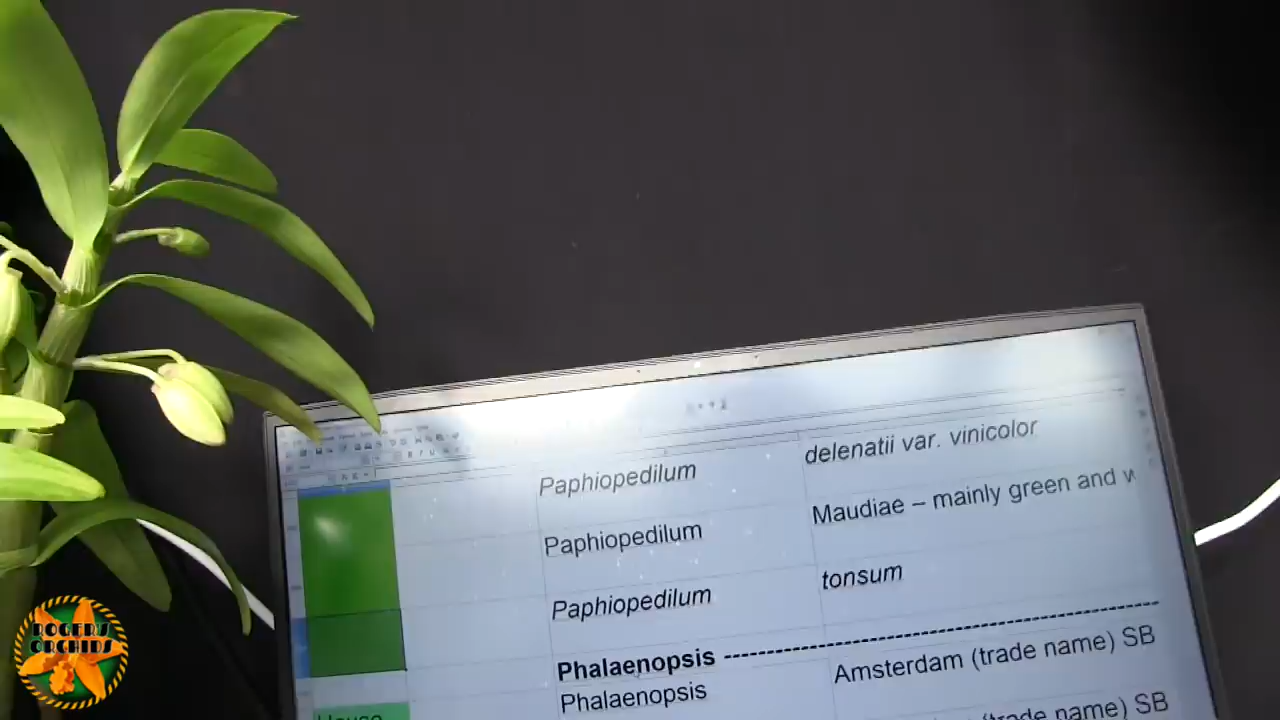 Paphiopedilum delenatii var. vinicolor
Paphiopedilum Maudiae – mainly green and w
Paphiopedilum tonsum
Phalaenopsis --------------------------------
Phalaenopsis Amsterdam (trade name) SB
House (trade name) SB
ROGER'S
ORCHIDS